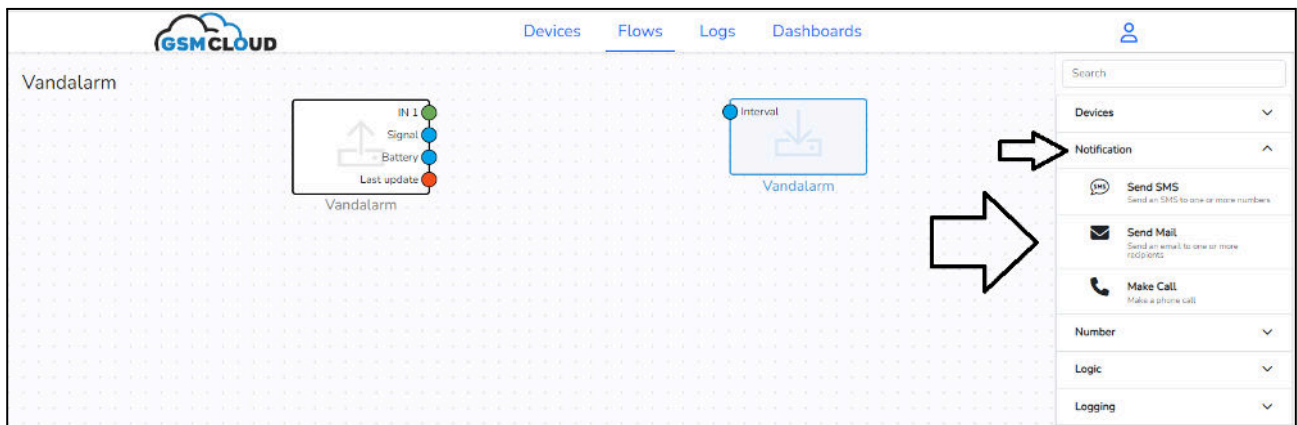 GSMCLOUD
Devices Flows Logs Dashboards
Vandalarm
IN 1
Signal
Battery
Last update
Vandalarm
Interval
Vandalarm
Search
Devices
Notification
SMS
Send SMS
Send an SMS to one or more numbers
Send Mail
Send an email to one or more
recipients
Make Call
Make a phone call
Number
Logic
Logging